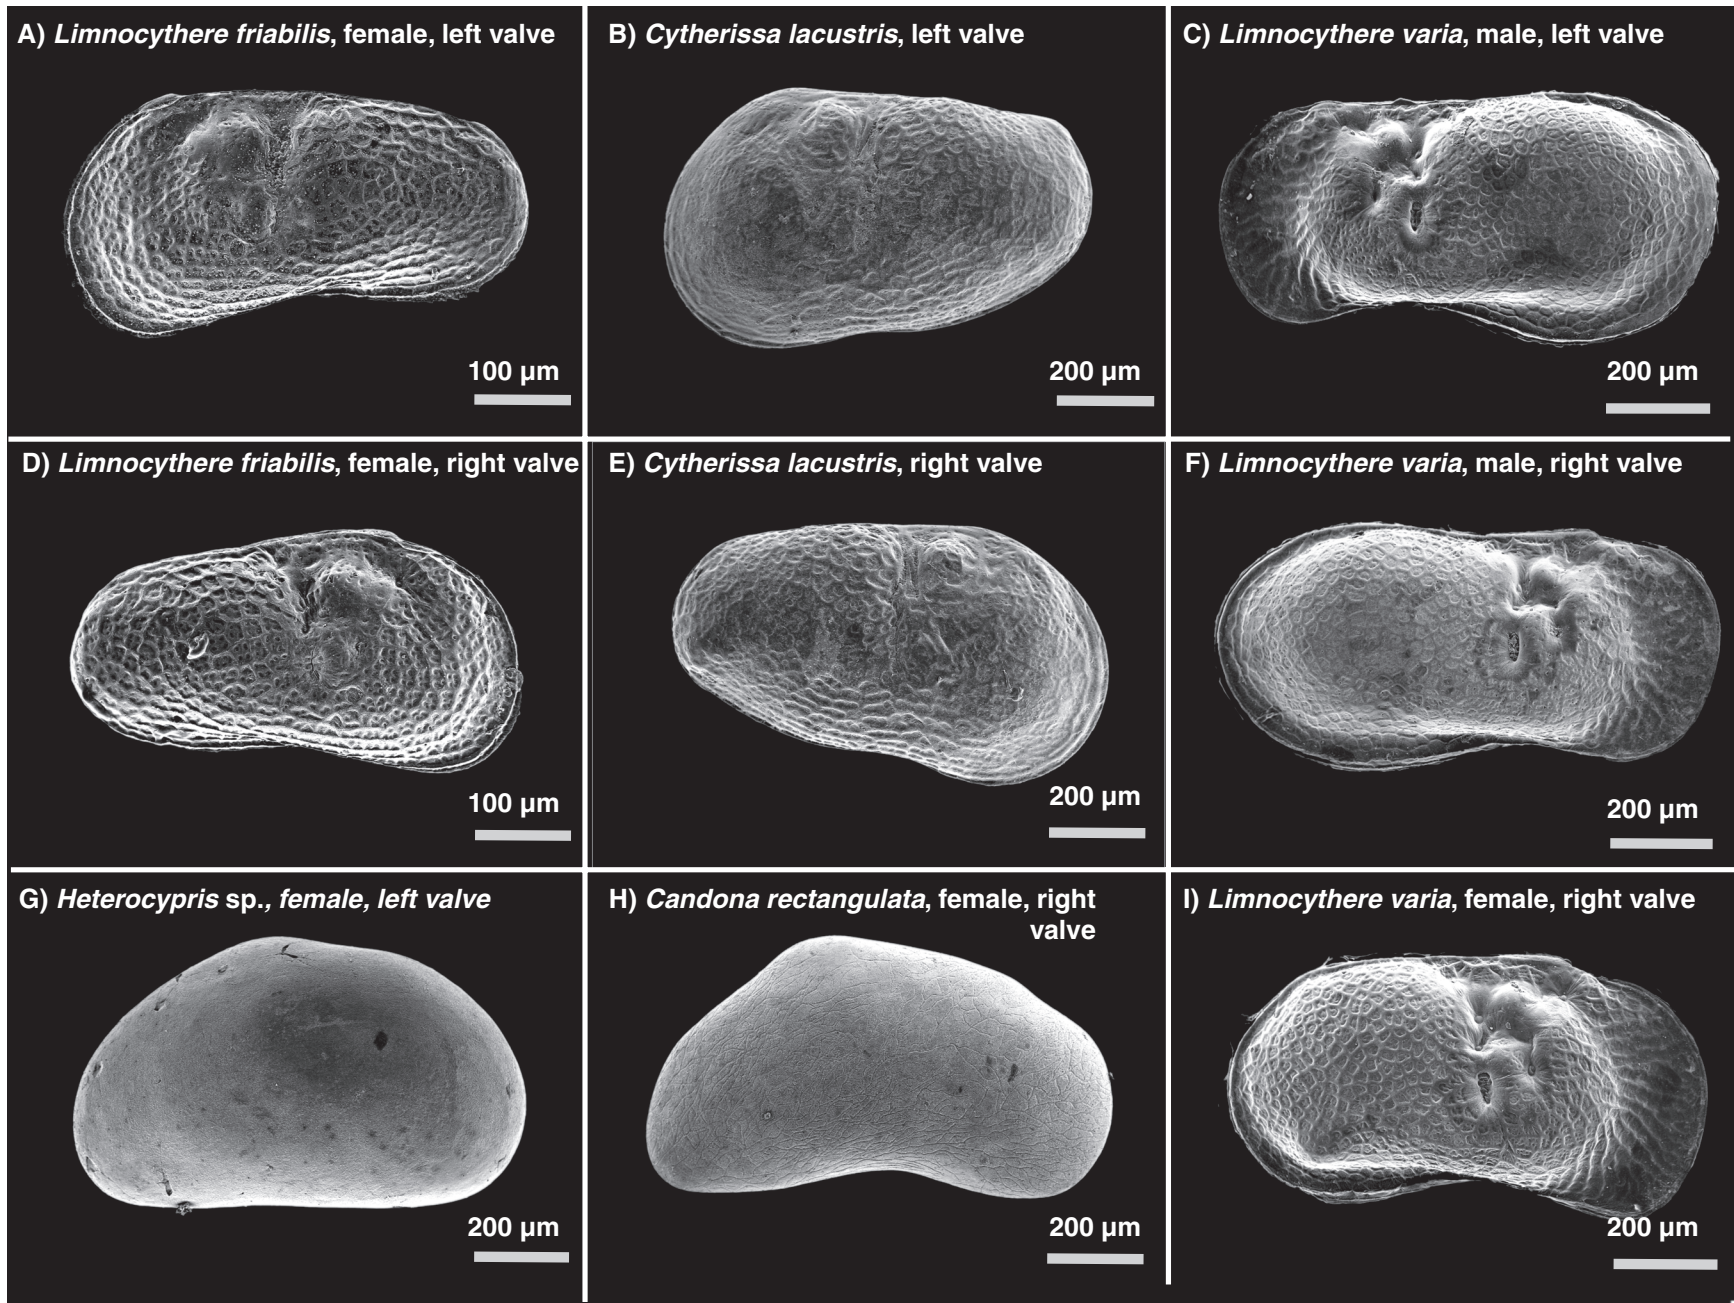 A) Limnocythere friabilis, female, left valve
B) Cytherissa lacustris, left valve
C) Limnocythere varia, male, left valve
100 µm
200 µm
200 µm
D) Limnocythere friabilis, female, right valve
E) Cytherissa lacustris, right valve
F) Limnocythere varia, male, right valve
100 µm
200 µm
200 µm
G) Heterocypris sp., female, left valve
H) Candona rectangulata, female, right
valve
I) Limnocythere varia, female, right valve
200 µm
200 µm
200 µm